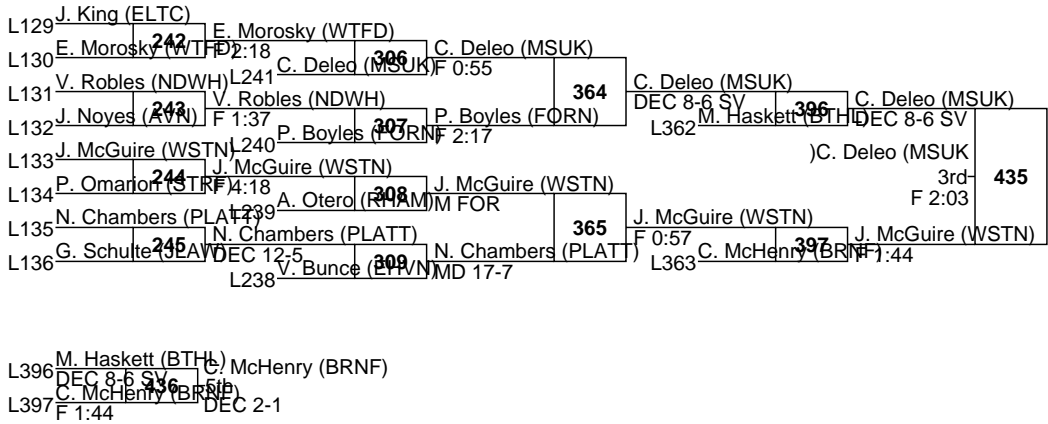 L129 J. King (ELTC)
242
L130 E. Morosky (WTFD)
E. Morosky (WTFD)
F 2:18
306
L241 C. Deleo (MSUK)
C. Deleo (MSUK)
F 0:55
L131 V. Robles (NDWH)
243
L132 J. Noyes (AVN)
V. Robles (NDWH)
F 1:37
307
L240 P. Boyles (FORN)
P. Boyles (FORN)
F 2:17
364
C. Deleo (MSUK)
DEC 8-6 SV
396
L362 M. Haskett (BTHL)
C. Deleo (MSUK)
DEC 8-6 SV
L133 J. McGuire (WSTN)
244
L134 P. Omarion (STRF)
J. McGuire (WSTN)
F 4:18
308
L239 A. Otero (RHAM)
J. McGuire (WSTN)
M FOR
L135 N. Chambers (PLATT)
245
L136 G. Schulte (JLAW)
N. Chambers (PLATT)
DEC 12-5
309
L238 V. Bunce (EHVN)
N. Chambers (PLATT)
MD 17-7
365
J. McGuire (WSTN)
F 0:57
397
L363 C. McHenry (BRNF)
J. McGuire (WSTN)
F 1:44
)C. Deleo (MSUK
3rd
F 2:03
435
L396 M. Haskett (BTHL)
DEC 8-6 SV
436
L397 C. McHenry (BRNF)
F 1:44
C. McHenry (BRNF)
5th
DEC 2-1